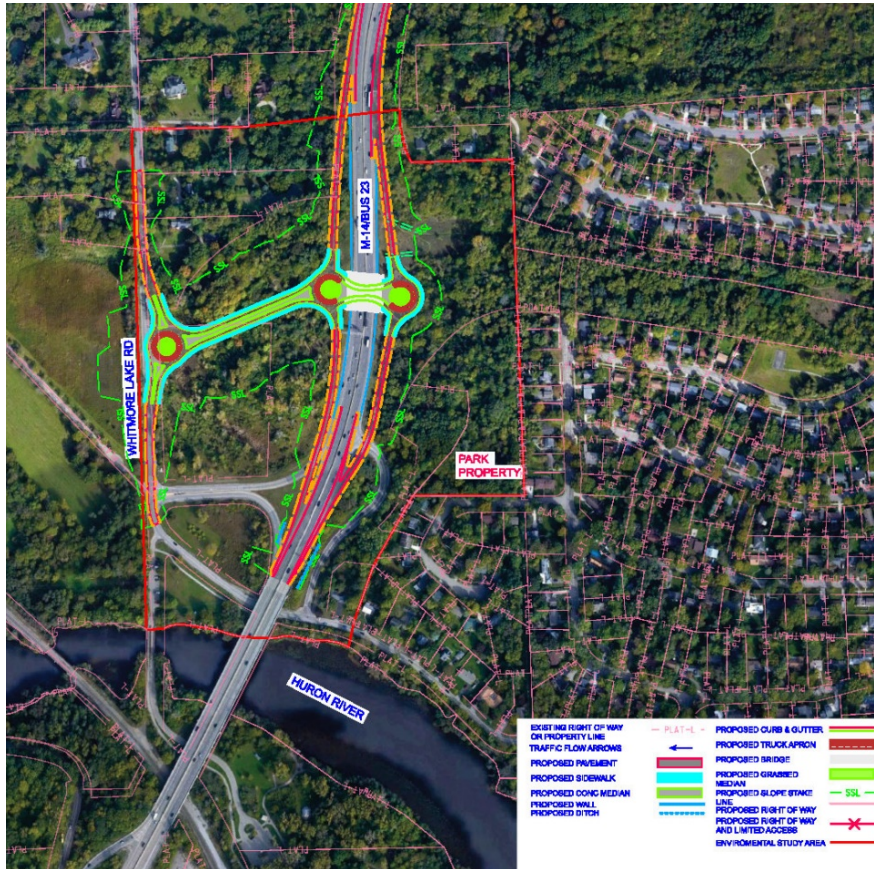 M-14/BUS 23
WHITMORE LAKE RD
PARK
PROPERTY
HURON RIVER
SSL
PLAT-L
EXISTING RIGHT OF WAY
OR PROPERTY LINE
- PLAT-L -
TRAFFIC FLOW ARROWS
PROPOSED PAVEMENT
PROPOSED SIDEWALK
PROPOSED CONC MEDIAN
PROPOSED WALL
PROPOSED DITCH
PROPOSED CURB & GUTTER
PROPOSED TRUCK APRON
PROPOSED BRIDGE
PROPOSED GRASSED
MEDIAN
PROPOSED SLOPE STAKE
LINE
— SSL —
PROPOSED RIGHT OF WAY
PROPOSED RIGHT OF WAY
AND LIMITED ACCESS
ENVIROMENTAL STUDY AREA